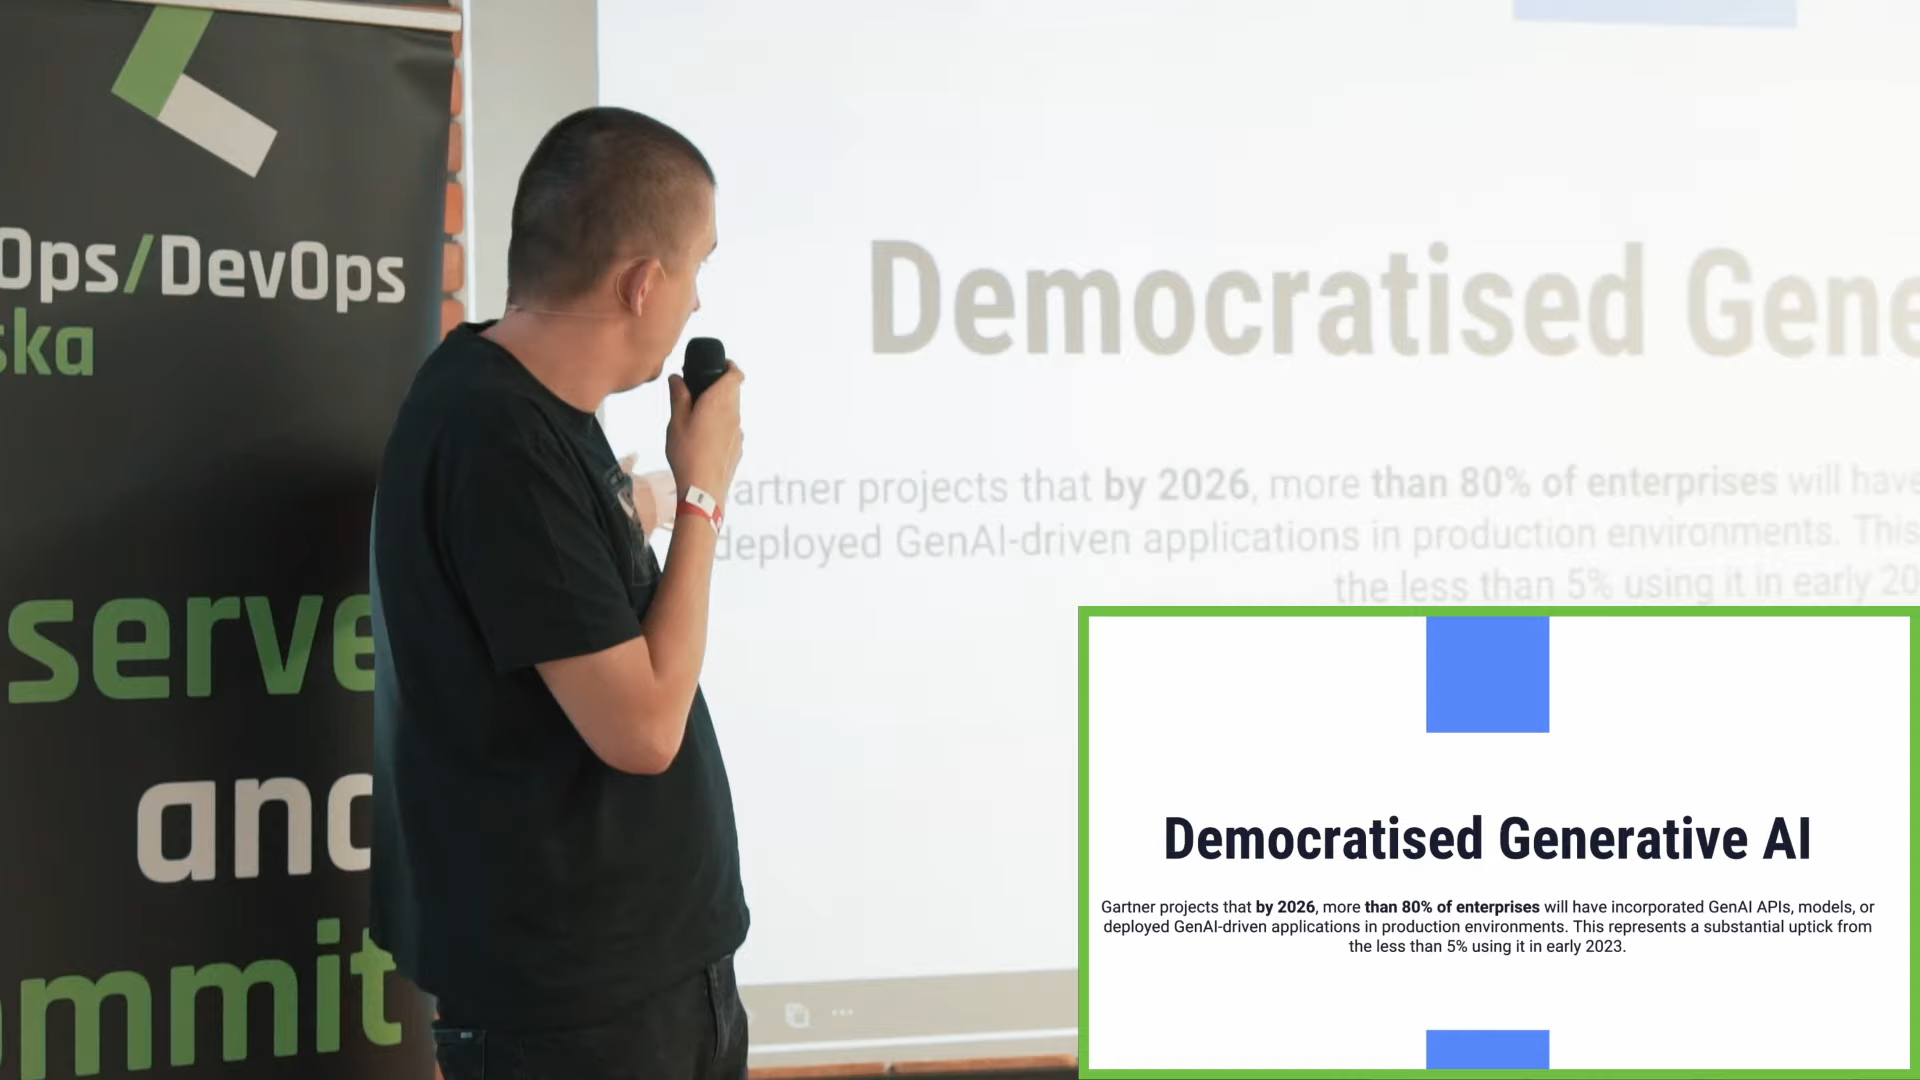 Ops/DevOps
ska
serve
and
mmit
Democratised Gene
artner projects that by 2026, more than 80% of enterprises will have
deployed GenAI-driven applications in production environments. This
the less than 5% using it in early 20
Democratised Generative AI
Gartner projects that by 2026, more than 80% of enterprises will have incorporated GenAI APIs, models, or
deployed GenAI-driven applications in production environments. This represents a substantial uptick from
the less than 5% using it in early 2023.